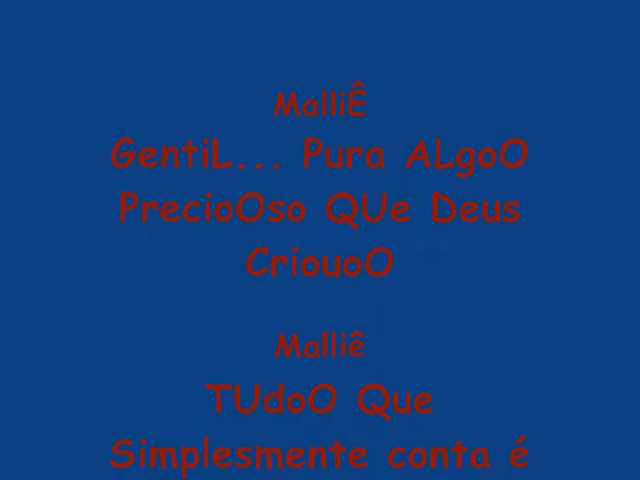 MalliÊ
GentiL... Pura ALgoO
PrecioOso QUe Deus
CriouoO
Malliê
TUdoO Que
Simplesmente conta é